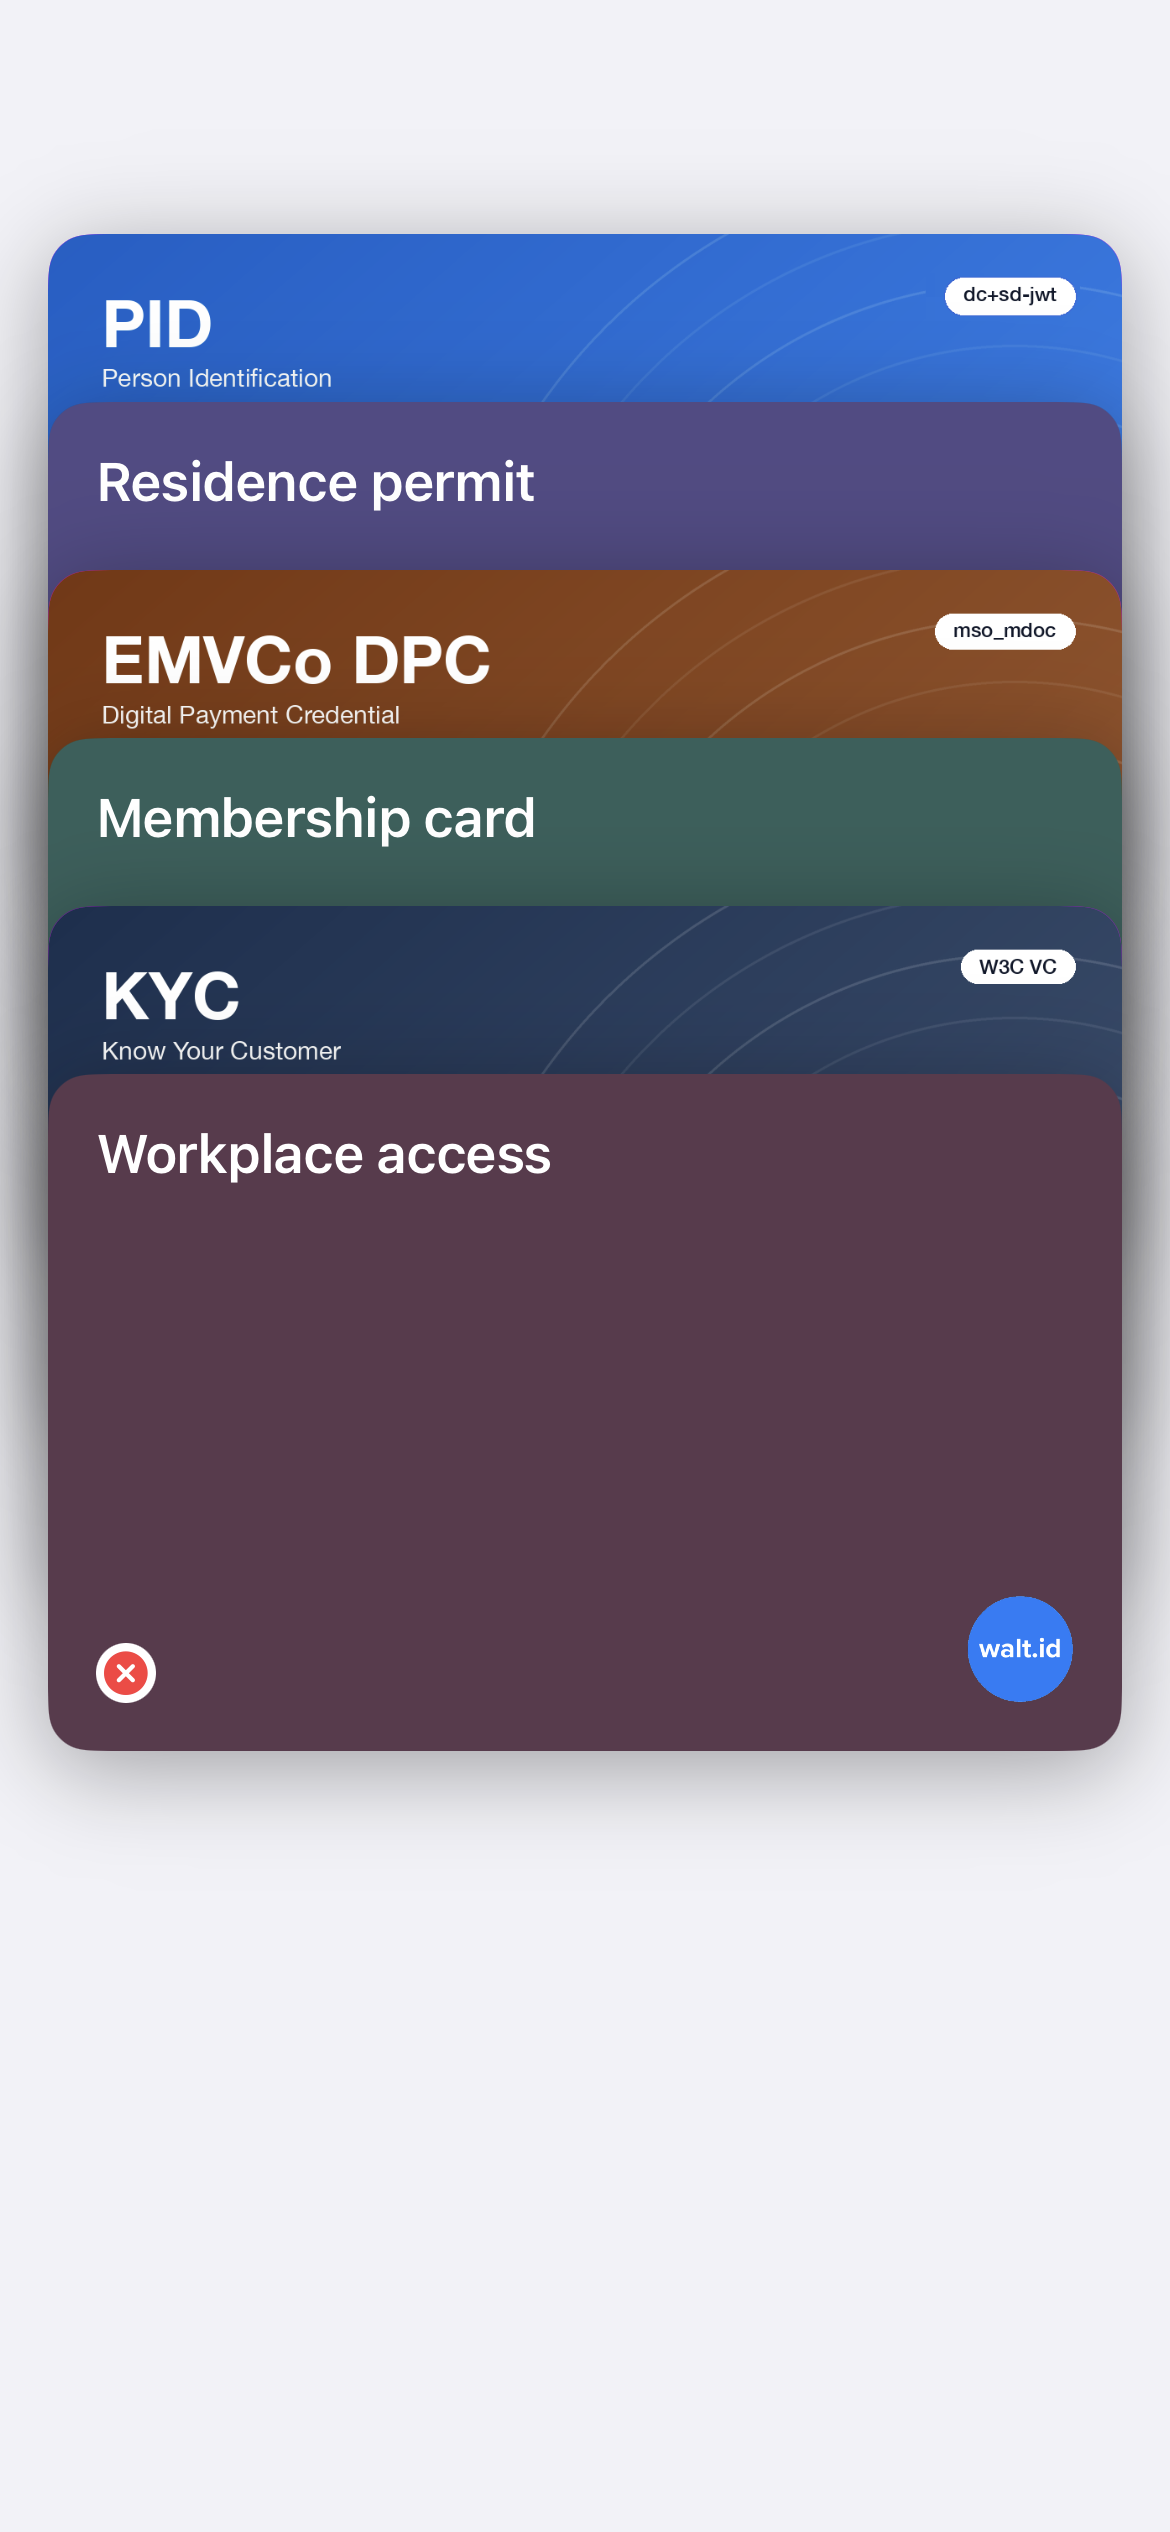 PID
dc+sd-jwt
Person Identification
Residence permit
EMVCo DPC
mso_mdoc
Digital Payment Credential
Membership card
KYC
W3C VC
Know Your Customer
Workplace access
walt.id